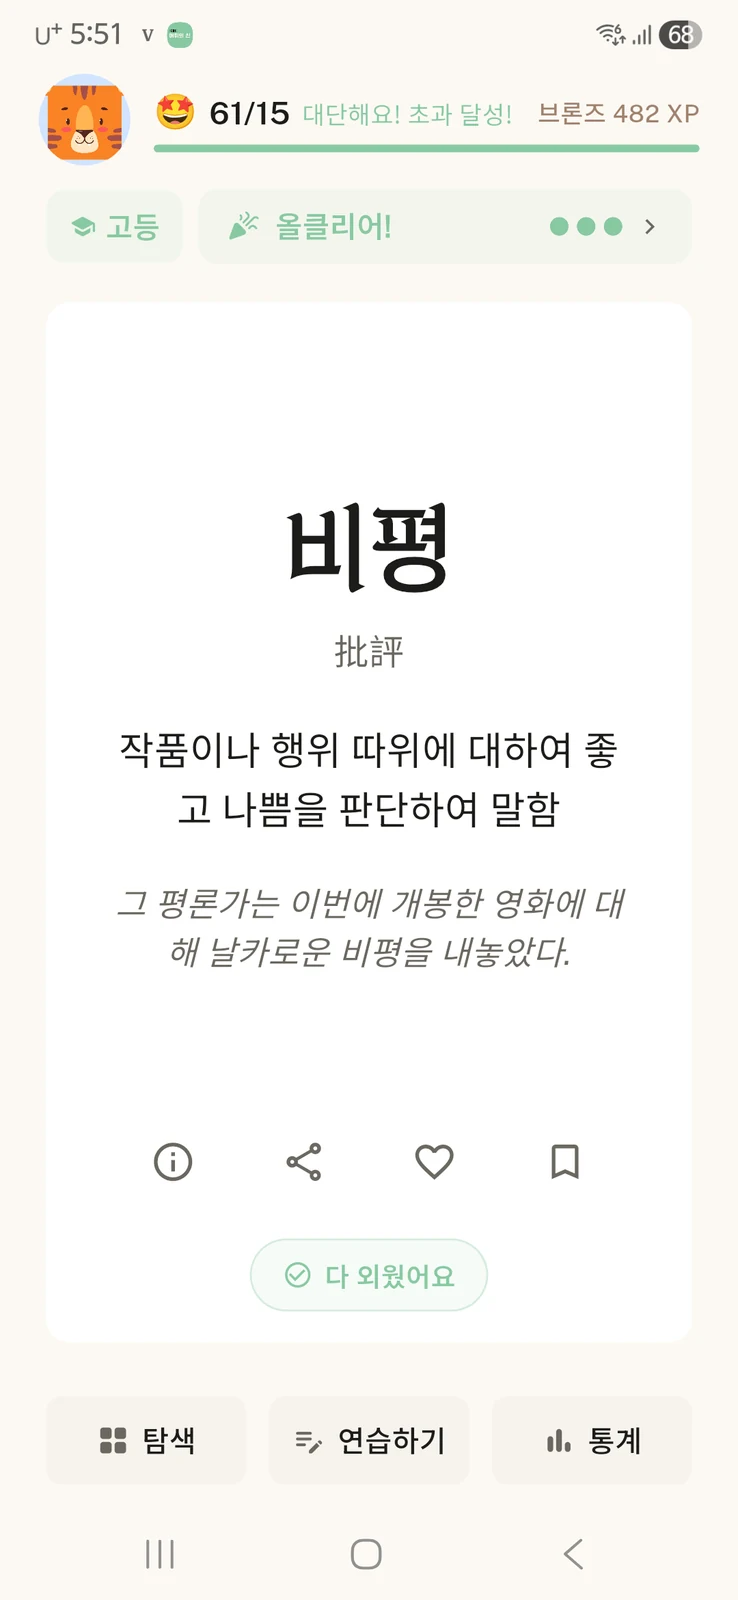 U+ 5:51 V 68
61/15 대단해요! 초과 달성! 브론즈 482 XP
고등 올클리어!
비평
批評
작품이나 행위 따위에 대하여 좋
고 나쁨을 판단하여 말함
그 평론가는 이번에 개봉한 영화에 대
해 날카로운 비평을 내놓았다.
다 외웠어요
탐색 연습하기 통계